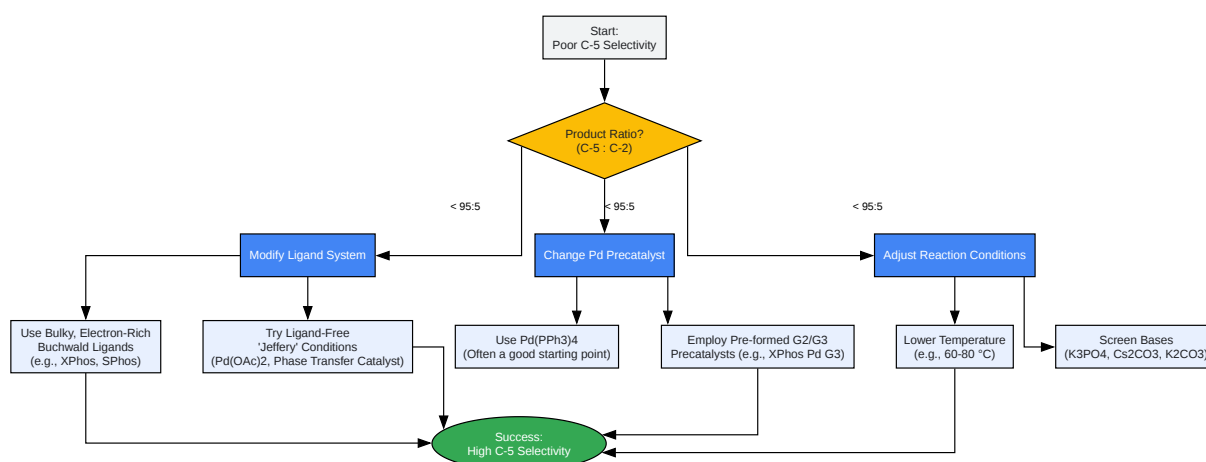 Start:
Poor C-5 Selectivity
Product Ratio?
(C-5 : C-2)
< 95:5
< 95:5
< 95:5
Modify Ligand System
Change Pd Precatalyst
Adjust Reaction Conditions
Use Bulky, Electron-Rich
Buchwald Ligands
(e.g., XPhos, SPhos)
Try Ligand-Free
'Jeffery' Conditions
(Pd(OAc)2, Phase Transfer Catalyst)
Use Pd(PPh3)4
(Often a good starting point)
Employ Pre-formed G2/G3
Precatalysts (e.g., XPhos Pd G3)
Lower Temperature
(e.g., 60-80 °C)
Screen Bases
(K3PO4, Cs2CO3, K2CO3)
Success:
High C-5 Selectivity